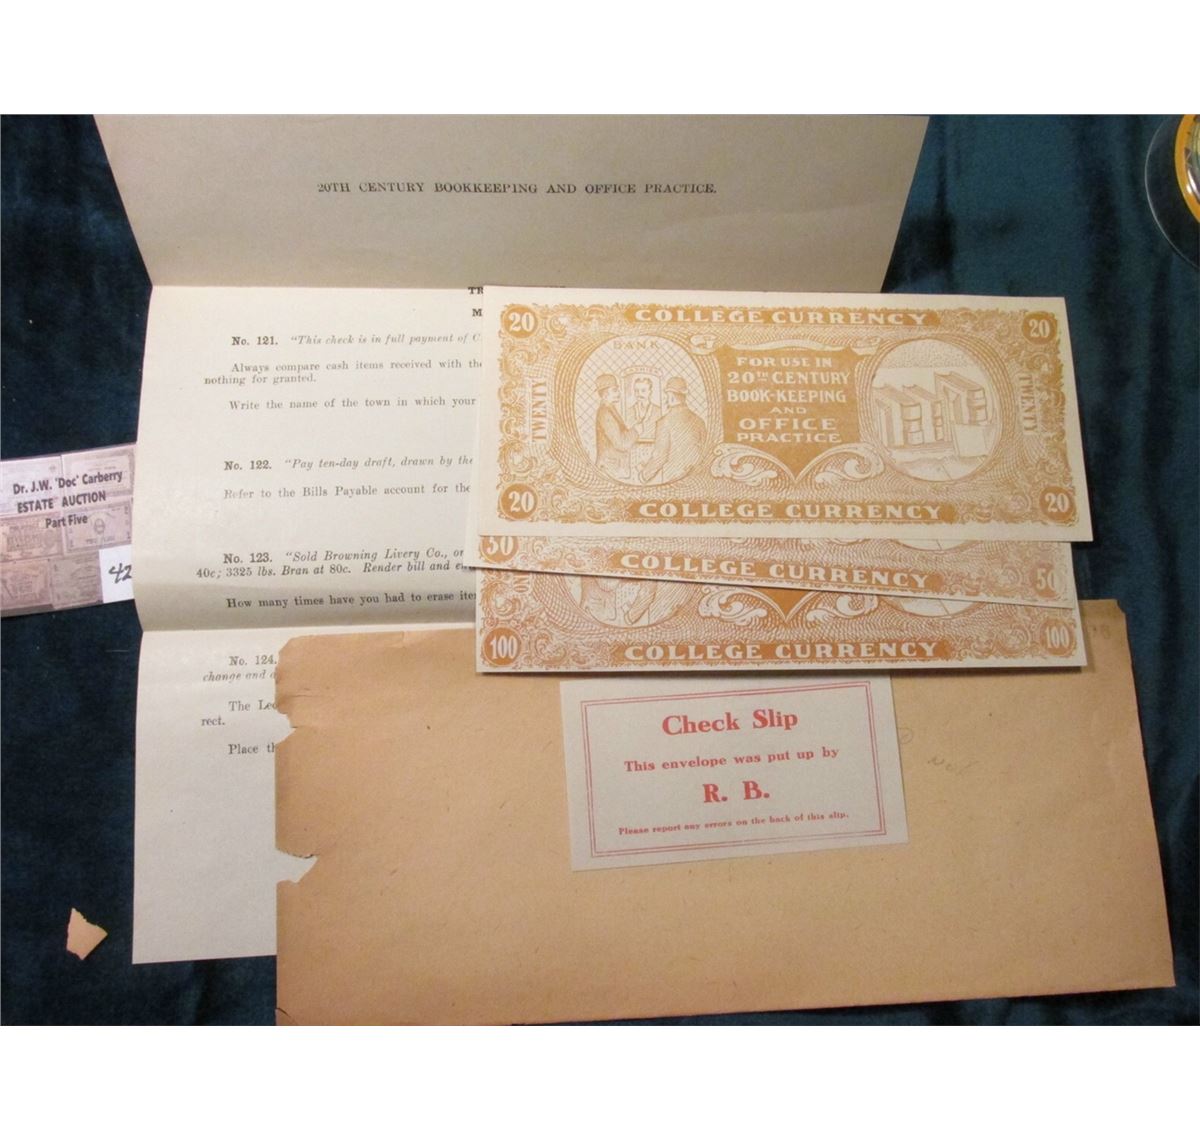 20TH CENTURY BOOKKEEPING AND OFFICE PRACTICE.
TR
M
No. 121. "This check is in full payment of C
Always compare cash items received with the
nothing for granted.
Write the name of the town in which your
No. 122. "Pay ten-day draft, drawn by the
Refer to the Bills Payable account for the
No. 123. "Sold Browning Livery Co., or
40c; 3325 lbs. Bran at 80c. Render bill and
How many times have you had to erase
No. 124.
change and
The
rect.
Place
Dr. J.W. 'Doc' Carberry
ESTATE AUCTION
Part Five
42
20 COLLEGE CURRENCY 20
BANK
FOR USE IN
20TH CENTURY
BOOK-KEEPING
AND
OFFICE
PRACTICE
TWENTY
TWENTY
20 COLLEGE CURRENCY 20
50
COLLEGE CURRENCY 50
100 COLLEGE CURRENCY 100
Check Slip
This envelope was put up by
R. B.
Please report any errors on the back of this slip.